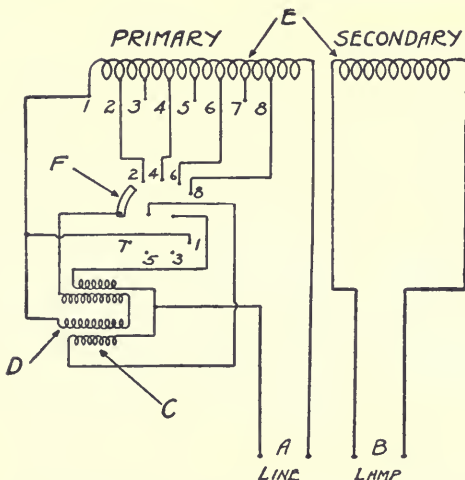 E
PRIMARY
SECONDARY
1 2 3 4 5 6 7 8
F
2 4 6 8
7 5 3 1
D
C
A
LINE
B
LAMP